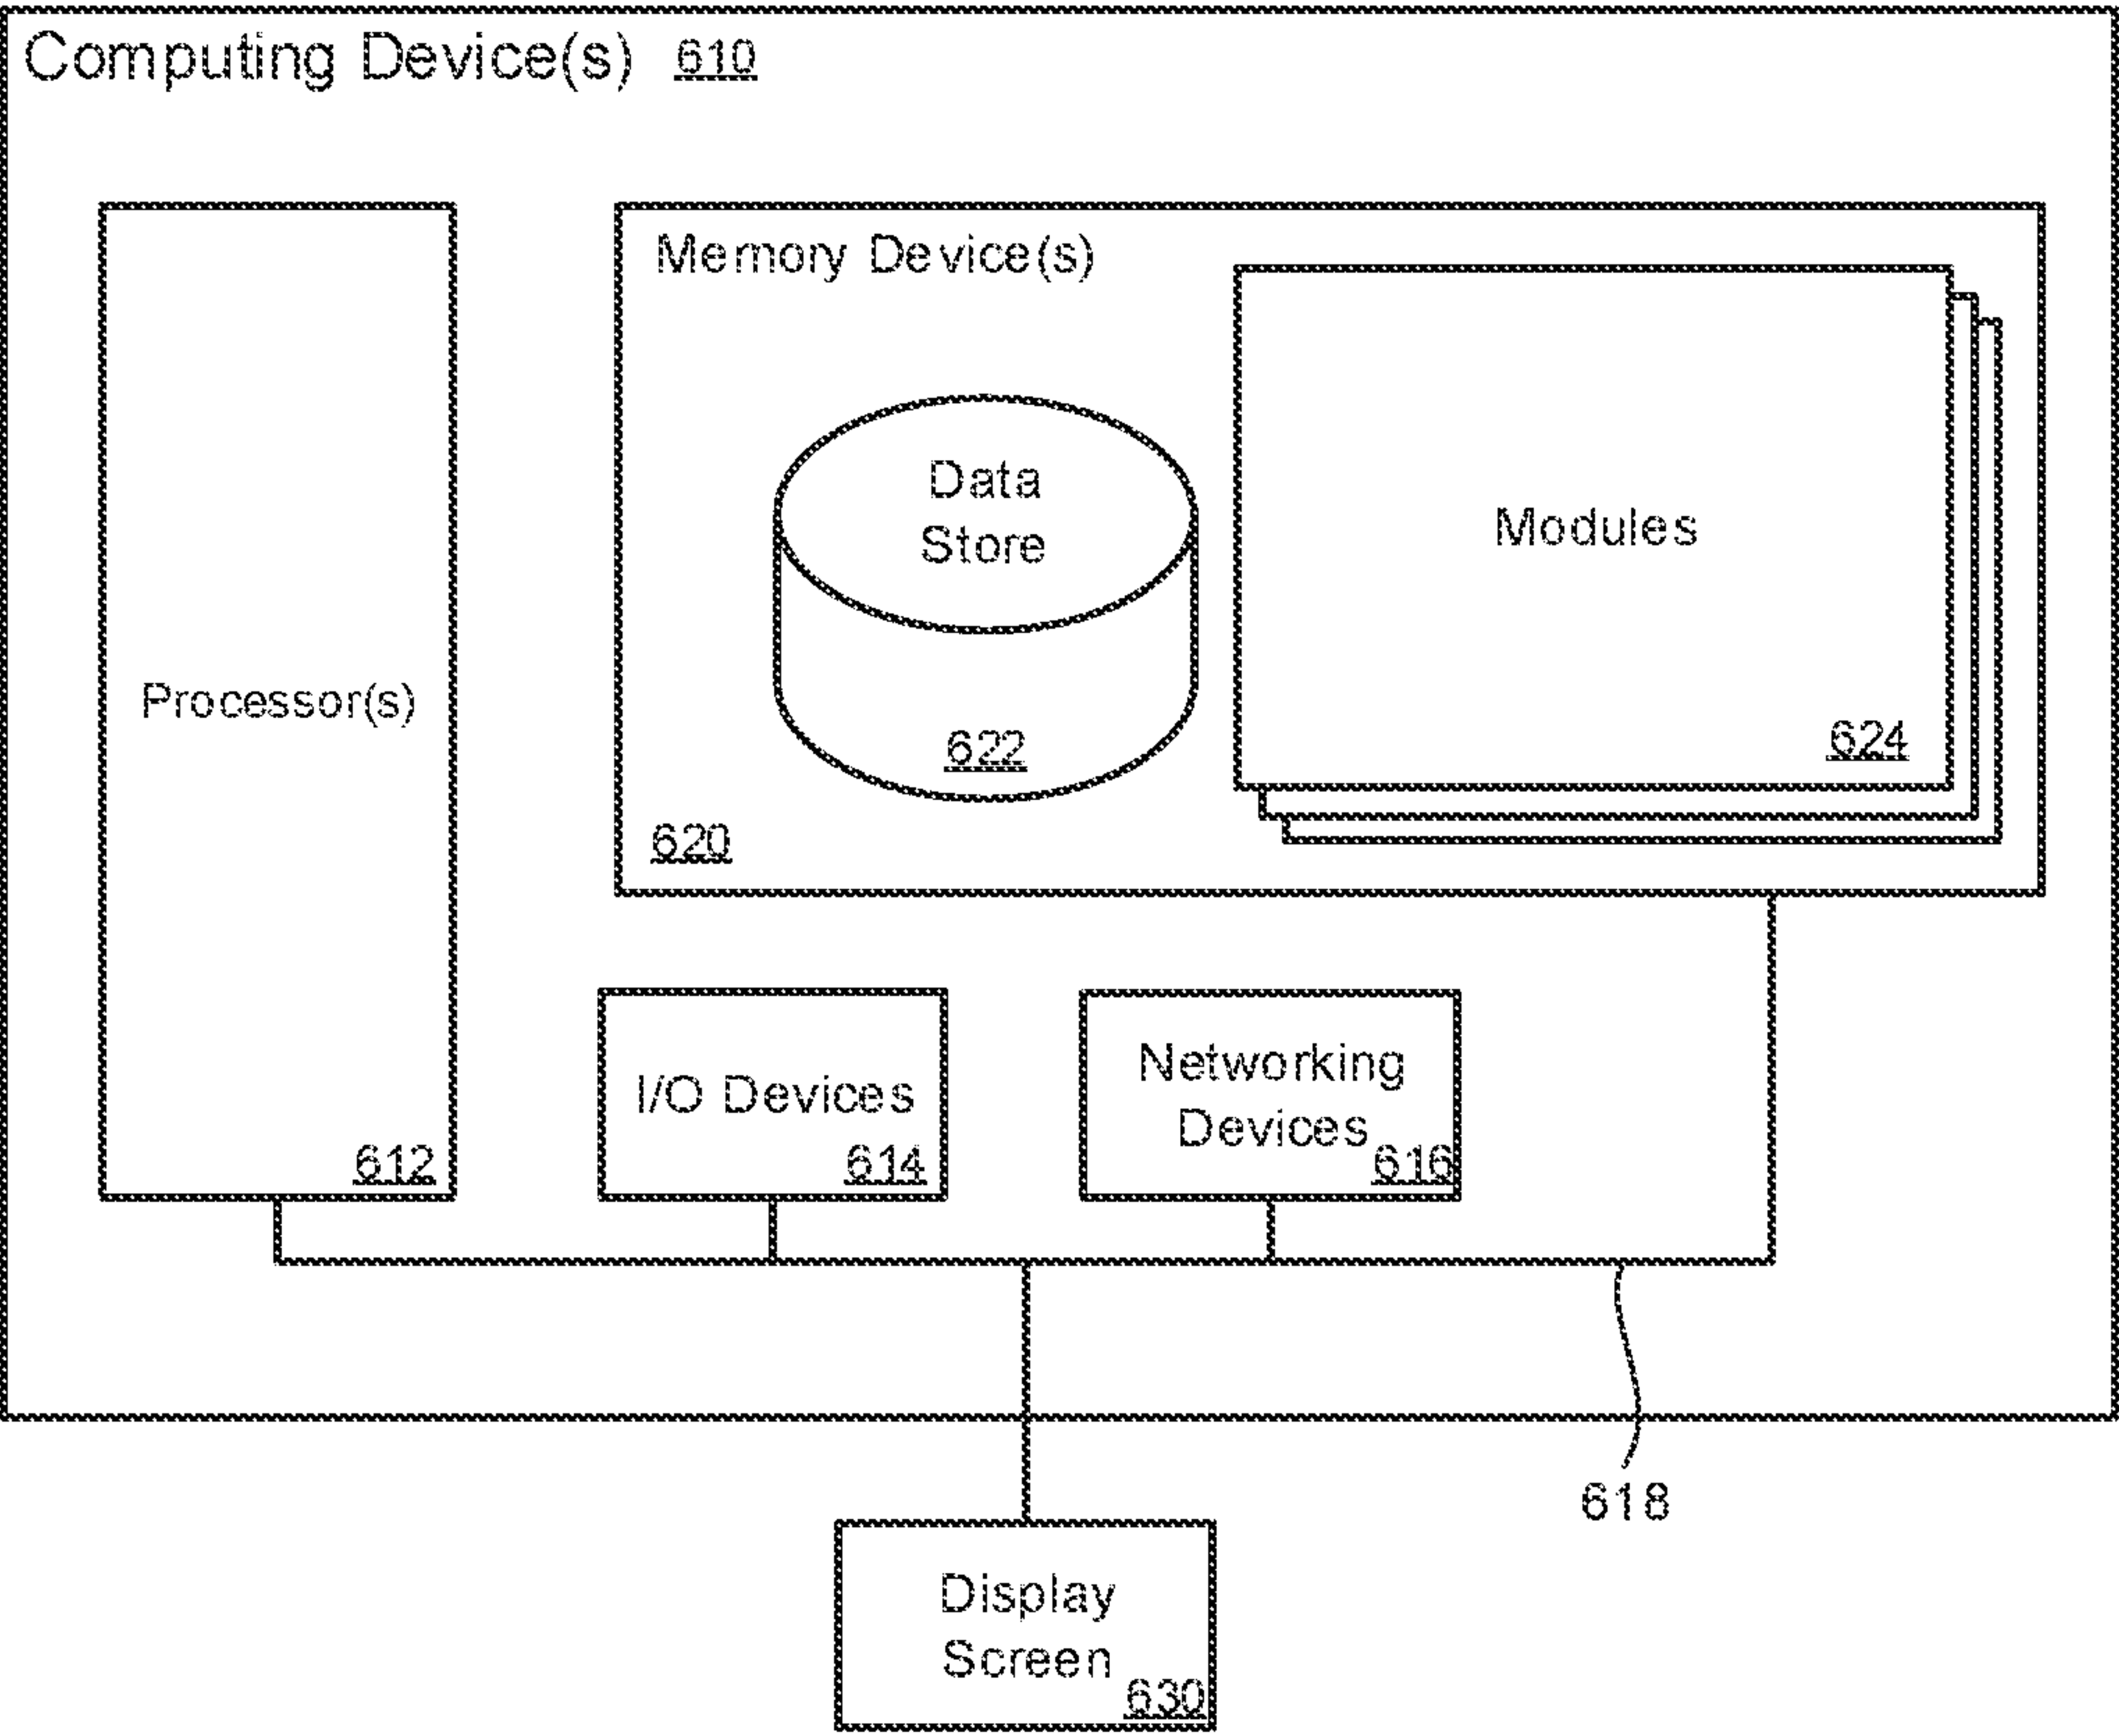 Computing Device(s) 610
Memory Device(s)
Data
Store
622
Modules
624
620
Processor(s)
612
I/O Devices
614
Networking
Devices
616
618
Display
Screen
630